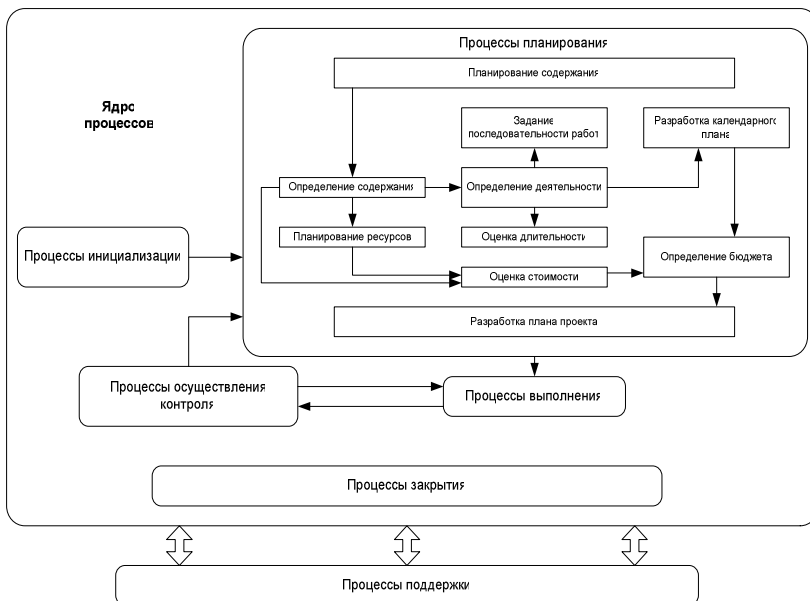 Процессы планирования
Планирование содержания
Ядро
процессов
Задание
последовательности работ
Разработка календарного
плана
Определение содержания
Определение деятельности
Планирование ресурсов
Оценка длительности
Процессы инициализации
Определение бюджета
Оценка стоимости
Разработка плана проекта
Процессы осуществления
контроля
Процессы выполнения
Процессы закрытия
Процессы поддержки